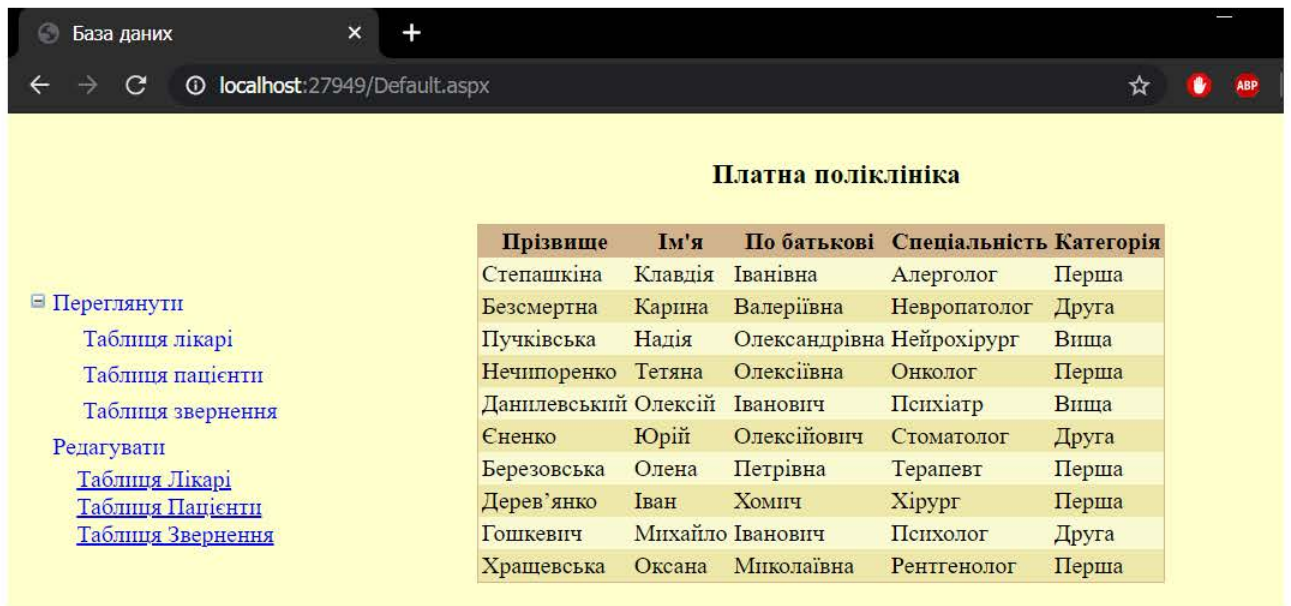 База даних
localhost:27949/Default.aspx
ABP
Платна поліклініка
Прізвище Ім'я По батькові Спеціальність Категорія
Степашкіна Клавдія Іванівна Алерголог Перша
Безсмертна Карина Валеріївна Невропатолог Друга
Пучківська Надія Олександрівна Нейрохірург Вища
Нечипоренко Тетяна Олексіївна Онколог Перша
Данилевський Олексій Іванович Психіатр Вища
Єненко Юрій Олексійович Стоматолог Друга
Березовська Олена Петрівна Терапевт Перша
Дерев’янко Іван Хомич Хірург Перша
Гошкевич Михайло Іванович Психолог Друга
Хращевська Оксана Миколаївна Рентгенолог Перша
Переглянути
Таблиця лікарі
Таблиця пацієнти
Таблиця звернення
Редагувати
Таблиця Лікарі
Таблиця Пацієнти
Таблиця Звернення